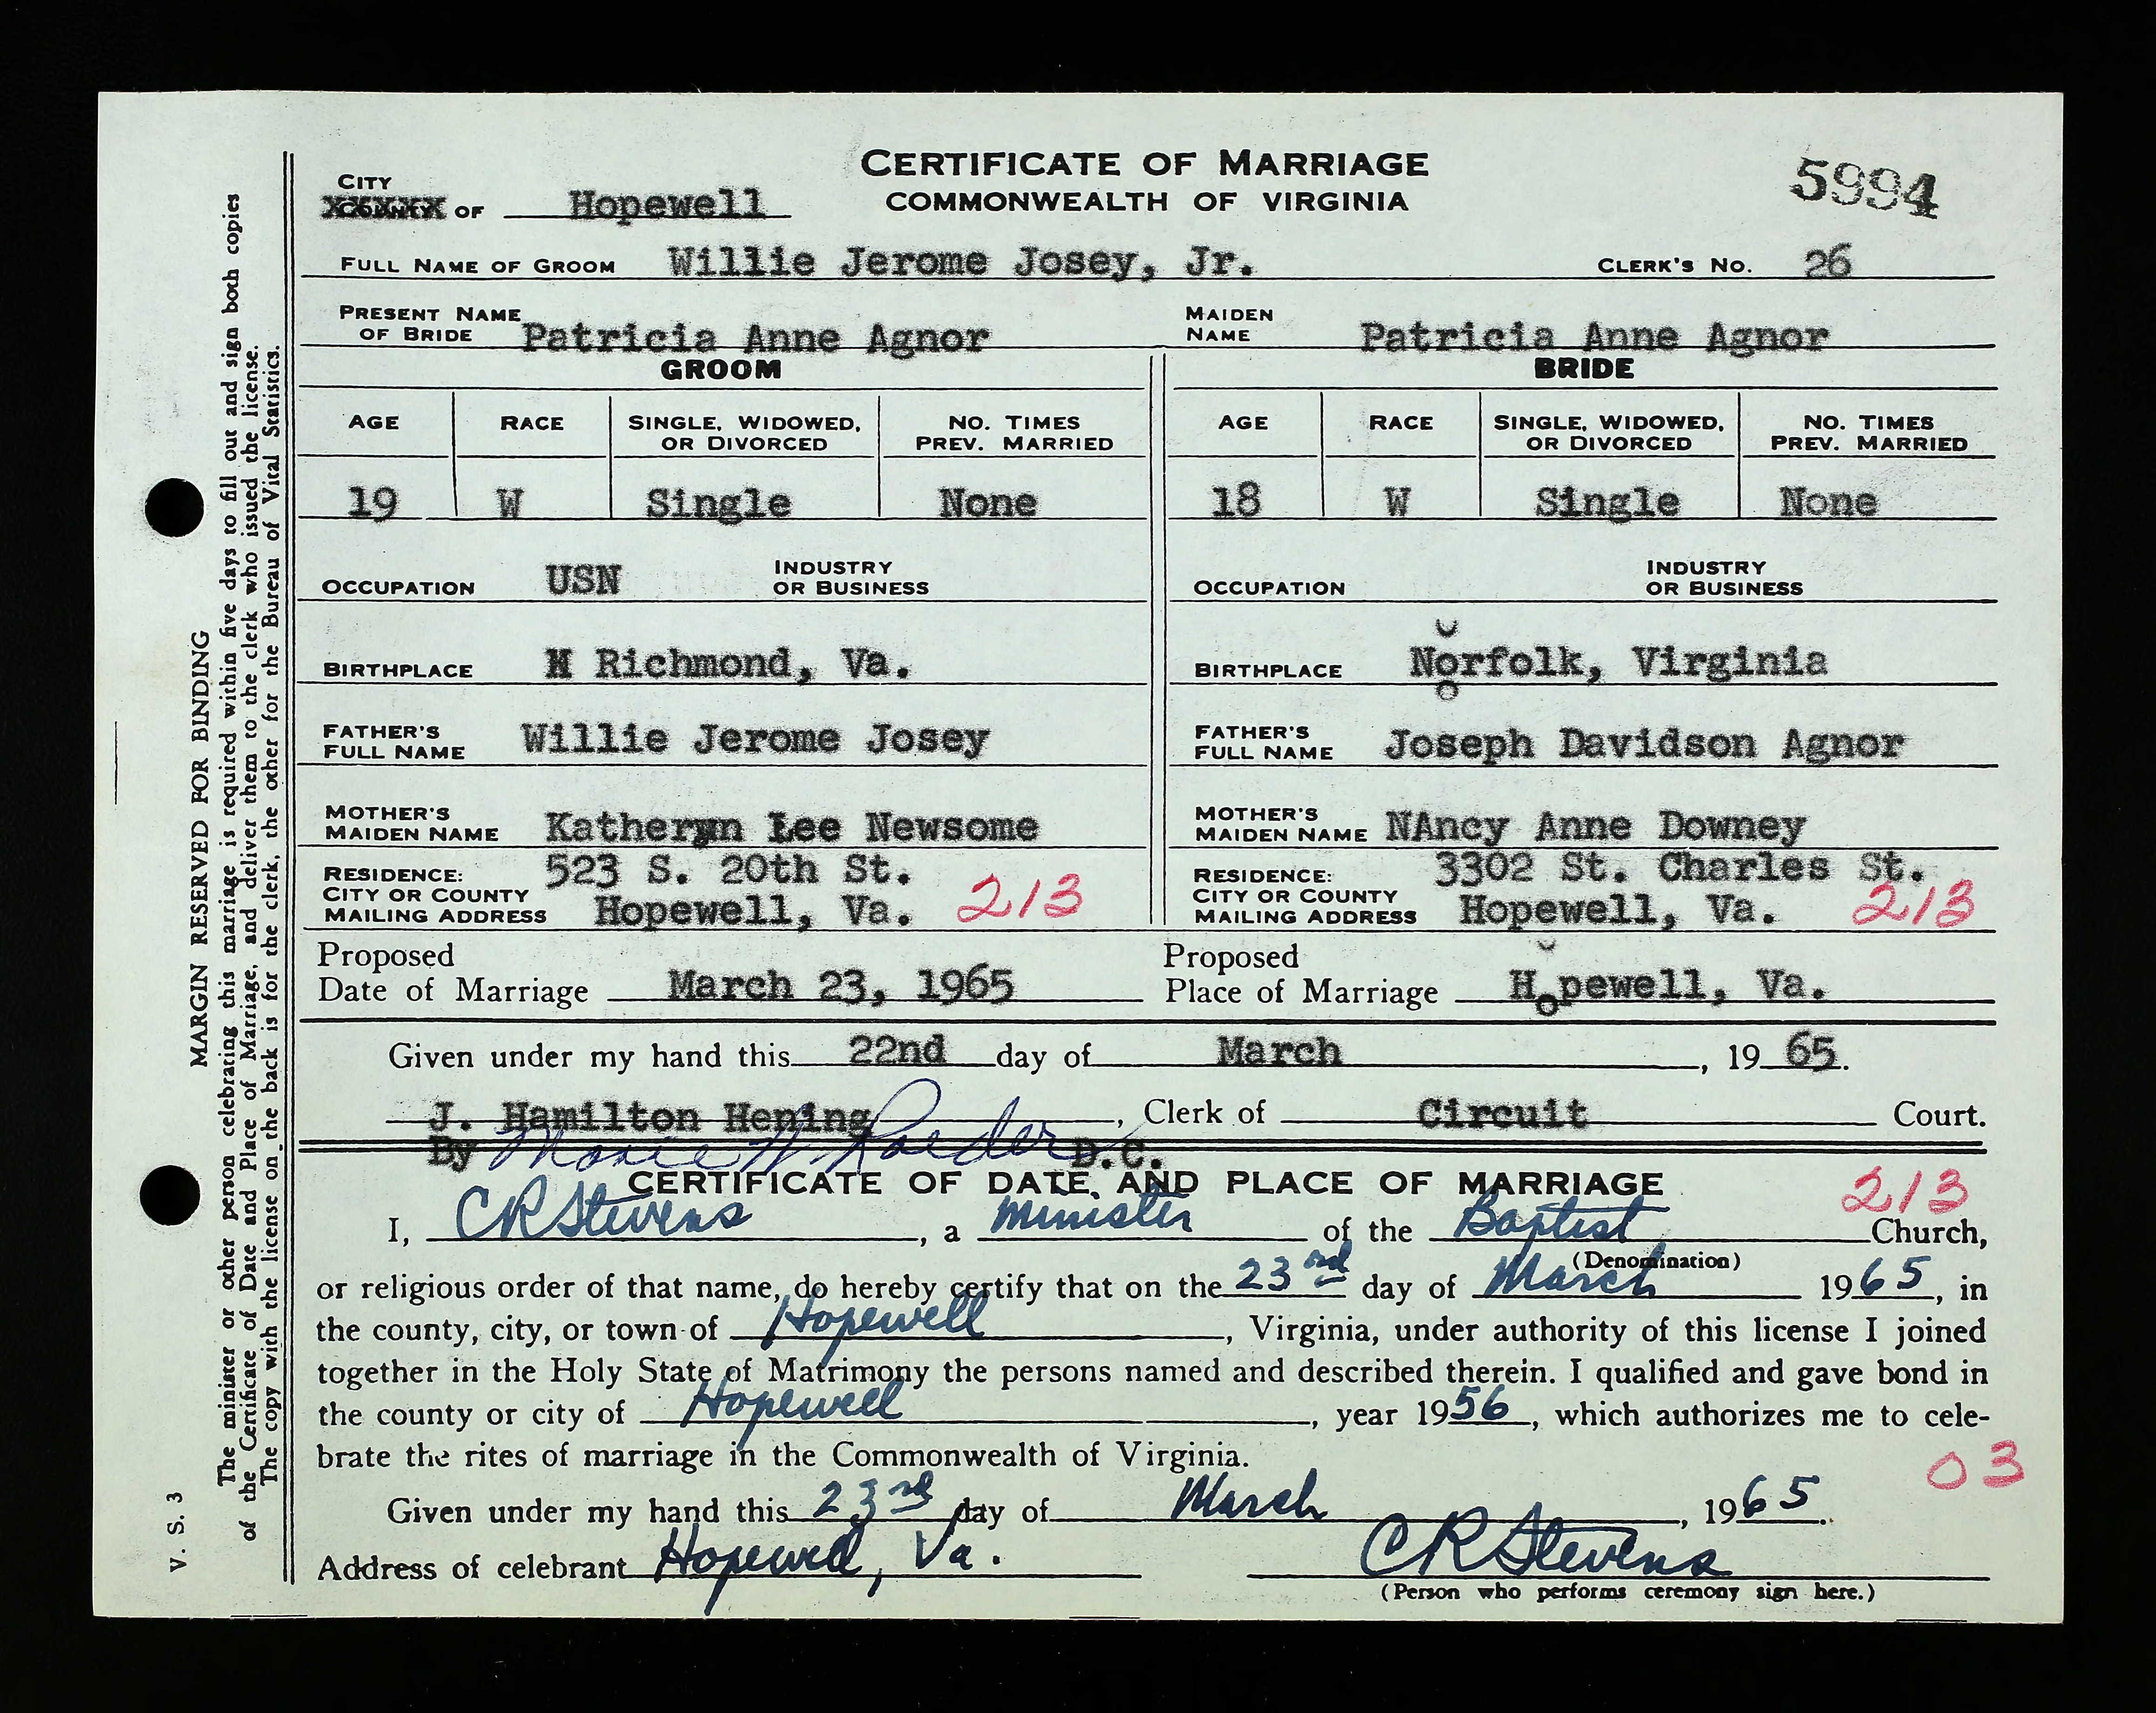 CERTIFICATE OF MARRIAGE
COMMONWEALTH OF VIRGINIA
5994
CITY
COUNTY OF Hopewell
FULL NAME OF GROOM Willie Jerome Josey, Jr. CLERK'S NO. 26
PRESENT NAME OF BRIDE Patricia Anne Agnor MAIDEN NAME Patricia Anne Agnor
GROOM BRIDE
AGE RACE SINGLE, WIDOWED, OR DIVORCED NO. TIMES PREV. MARRIED AGE RACE SINGLE, WIDOWED, OR DIVORCED NO. TIMES PREV. MARRIED
19 W Single None 18 W Single None
OCCUPATION USN INDUSTRY OR BUSINESS OCCUPATION INDUSTRY OR BUSINESS
BIRTHPLACE Richmond, Va. BIRTHPLACE Norfolk, Virginia
FATHER'S FULL NAME Willie Jerome Josey FATHER'S FULL NAME Joseph Davidson Agnor
MOTHER'S MAIDEN NAME Katheryn Lee Newsome MOTHER'S MAIDEN NAME NAncy Anne Downey
RESIDENCE: CITY OR COUNTY MAILING ADDRESS 523 S. 20th St. Hopewell, Va. 213 RESIDENCE: CITY OR COUNTY MAILING ADDRESS 3302 St. Charles St. Hopewell, Va. 213
Proposed Date of Marriage March 23, 1965 Proposed Place of Marriage Hopewell, Va.
Given under my hand this 22nd day of March, 19 65.
J. Hamilton Hening, Clerk of Circuit Court.
By W. Raeder D.C.
CERTIFICATE OF DATE AND PLACE OF MARRIAGE 213
I, CR Stevens, a minister of the Baptist Church,
(Denomination)
or religious order of that name, do hereby certify that on the 23rd day of March 1965, in
the county, city, or town of Hopewell, Virginia, under authority of this license I joined
together in the Holy State of Matrimony the persons named and described therein. I qualified and gave bond in
the county or city of Hopewell, year 1956, which authorizes me to cele-
brate the rites of marriage in the Commonwealth of Virginia.
03
Given under my hand this 23rd day of March, 1965.
Address of celebrant Hopewell, Va. CR Stevens
(Person who performs ceremony sign here.)
MARGIN RESERVED FOR BINDING
The minister or other person celebrating this marriage is required within five days to fill out and sign both copies
of the Certificate of Date and Place of Marriage, and deliver them to the clerk who issued the license.
The copy with the license on the back is for the clerk, the other for the Bureau of Vital Statistics.
V. S. 3